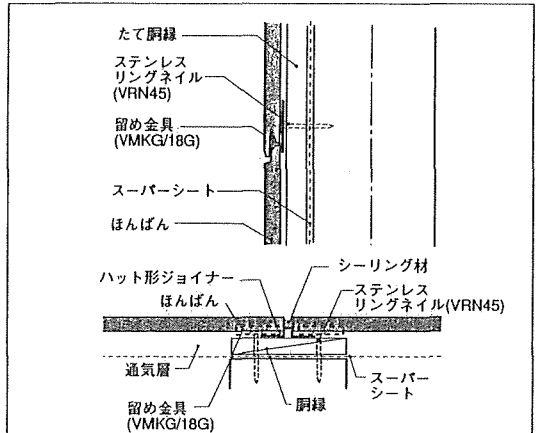 たて胴縁
ステンレス
リングネイル
(VRN45)
留め金具
(VMKG/18G)
スーパーシート
ほんばん
ハット形ジョイナー
シーリング材
ほんばん
ステンレス
リングネイル(VRN45)
通気層
スーパー
シート
留め金具
(VMKG/18G)
胴縁